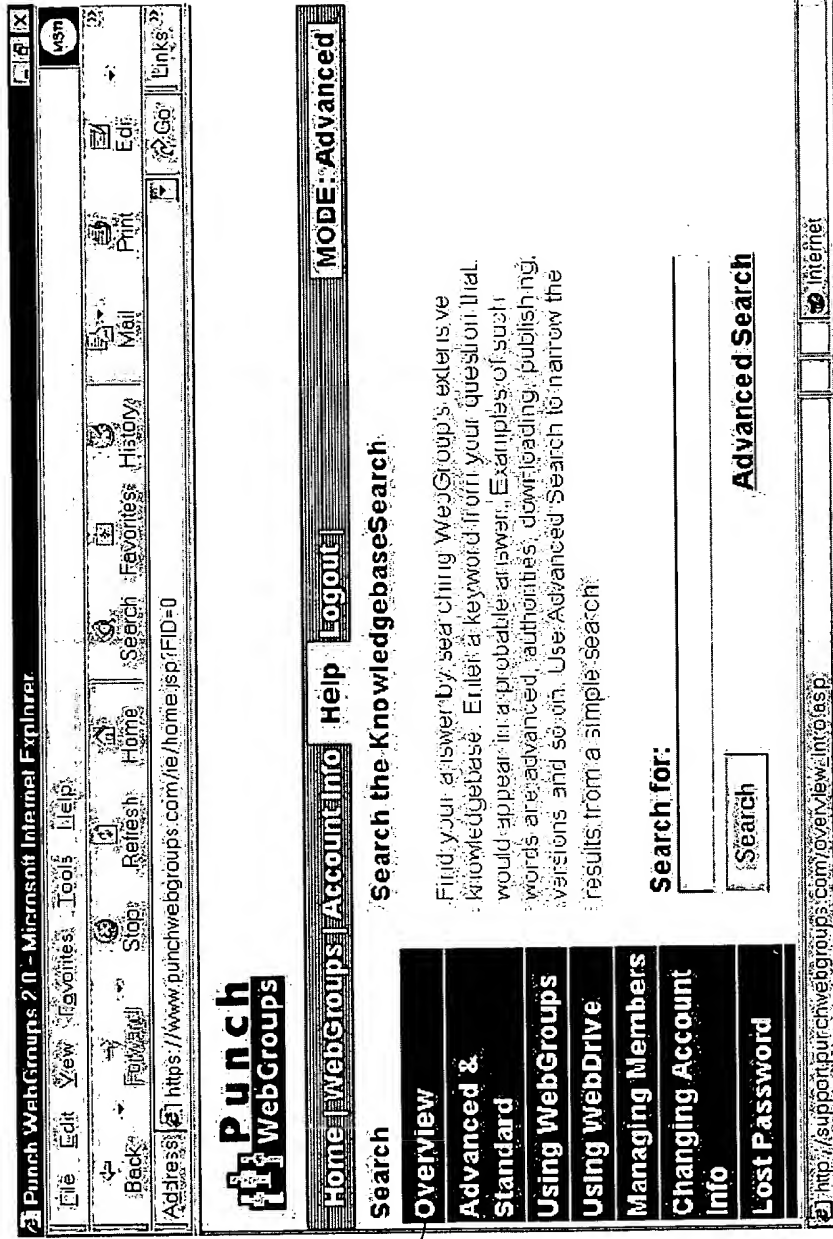 Punch WebGroups 2.0 - Microsoft Internet Explorer
File Edit View Favorites Tools Help
Back Forward Stop Refresh Home Search Favorites History Mail Print Edit
Address https://www.punchwebgroups.com/ie/home.jsp?FID=0 Go Links
msn
Punch
WebGroups
Home | WebGroups | Account Info Help Logout | MODE: Advanced
Search
Overview
Advanced &
Standard
Using WebGroups
Using WebDrive
Managing Members
Changing Account
Info
Lost Password
Search the KnowledgebaseSearch
Find your answer by searching WebGroup's extensive
knowledgebase. Enter a keyword from your question that
would appear in a probable answer. Examples of such
words are advanced, authorities, downloading, publishing,
versions and so on. Use Advanced Search to narrow the
results from a simple search.
Search for:
Search Advanced Search
http://support.punchwebgroups.com/overview_intro.asp Internet